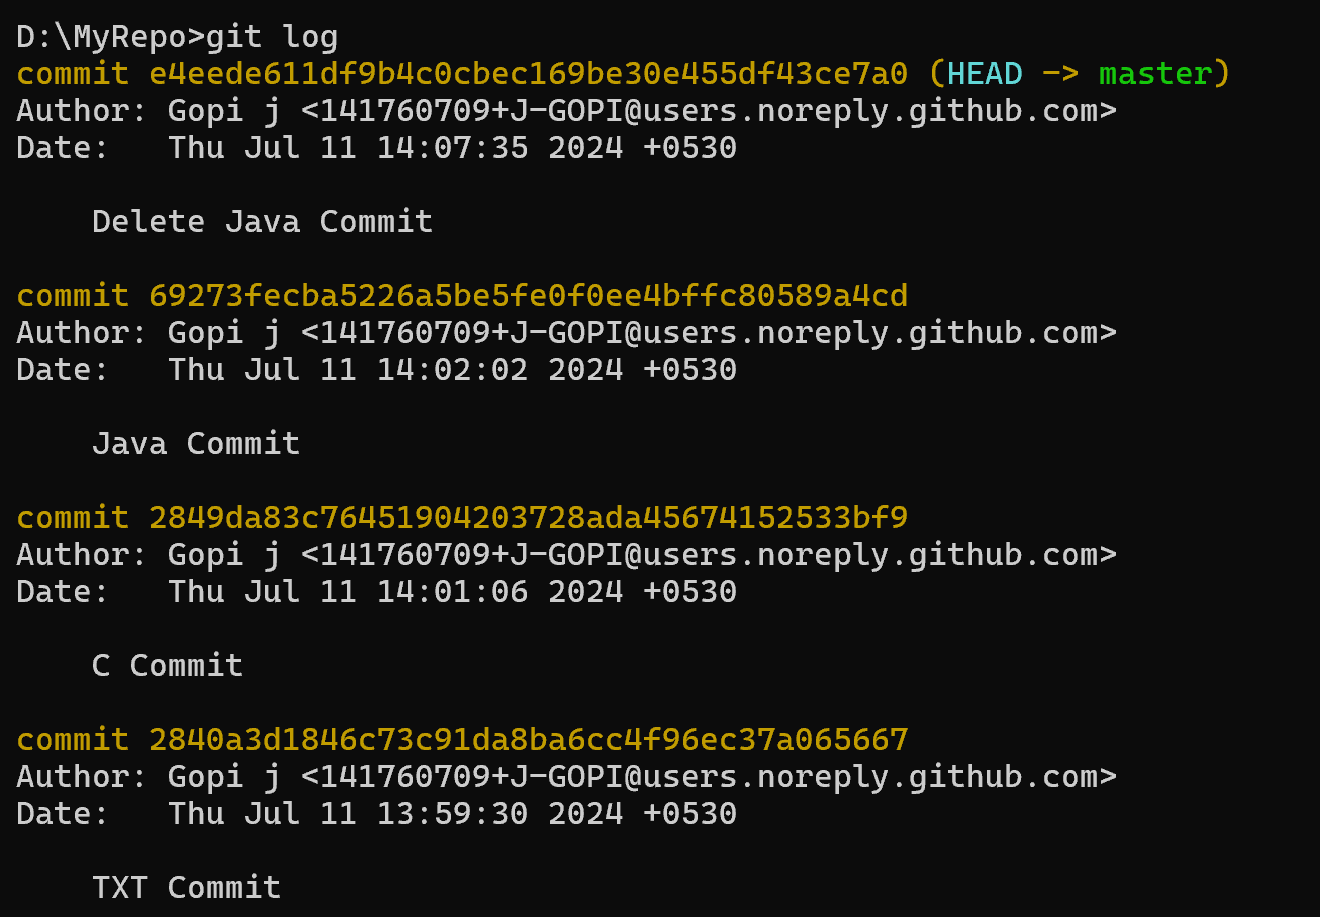 D:\MyRepo>git log
commit e4eede611df9b4c0cbec169be30e455df43ce7a0 (HEAD -> master)
Author: Gopi j <141760709+J-GOPI@users.noreply.github.com>
Date:   Thu Jul 11 14:07:35 2024 +0530
Delete Java Commit
commit 69273fecba5226a5be5fe0f0ee4bffc80589a4cd
Author: Gopi j <141760709+J-GOPI@users.noreply.github.com>
Date:   Thu Jul 11 14:02:02 2024 +0530
Java Commit
commit 2849da83c76451904203728ada45674152533bf9
Author: Gopi j <141760709+J-GOPI@users.noreply.github.com>
Date:   Thu Jul 11 14:01:06 2024 +0530
C Commit
commit 2840a3d1846c73c91da8ba6cc4f96ec37a065667
Author: Gopi j <141760709+J-GOPI@users.noreply.github.com>
Date:   Thu Jul 11 13:59:30 2024 +0530
TXT Commit